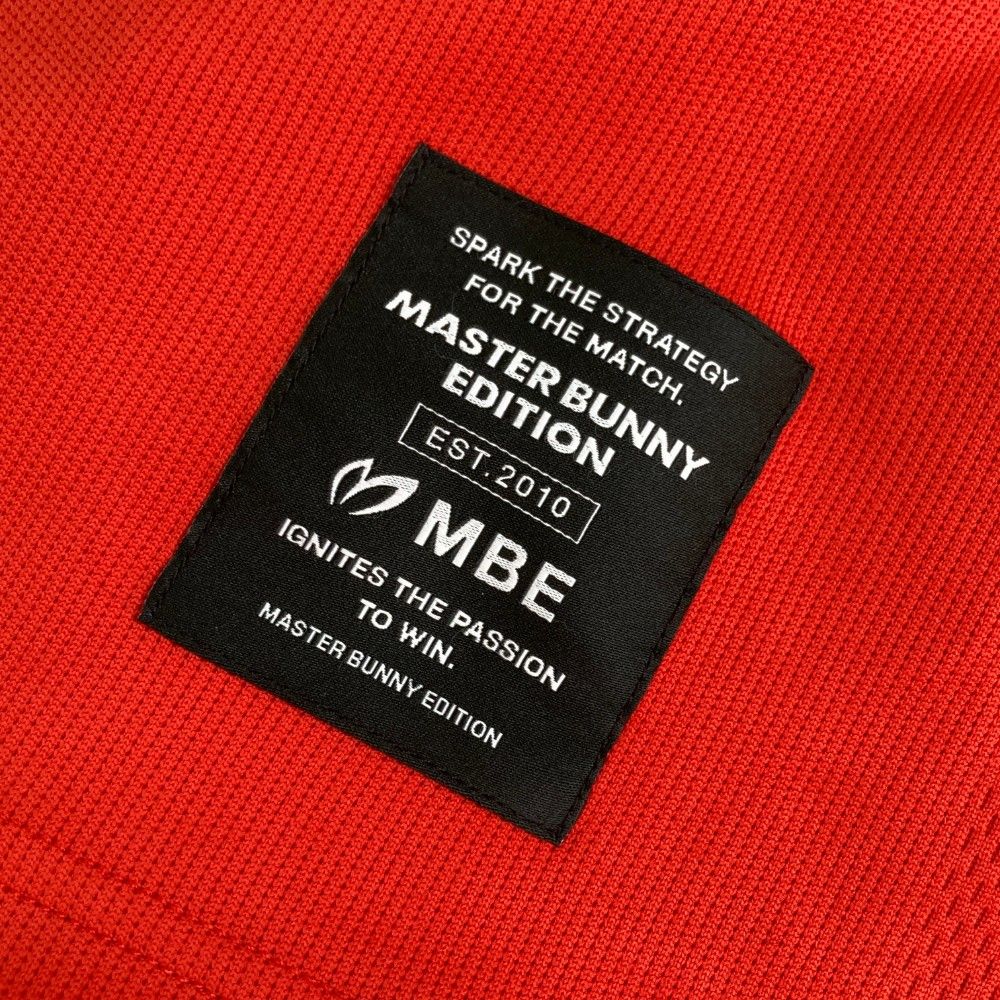 SPARK THE STRATEGY
FOR THE MATCH.
MASTER BUNNY
EDITION
EST.2010
MBE
IGNITES THE PASSION
TO WIN.
MASTER BUNNY EDITION